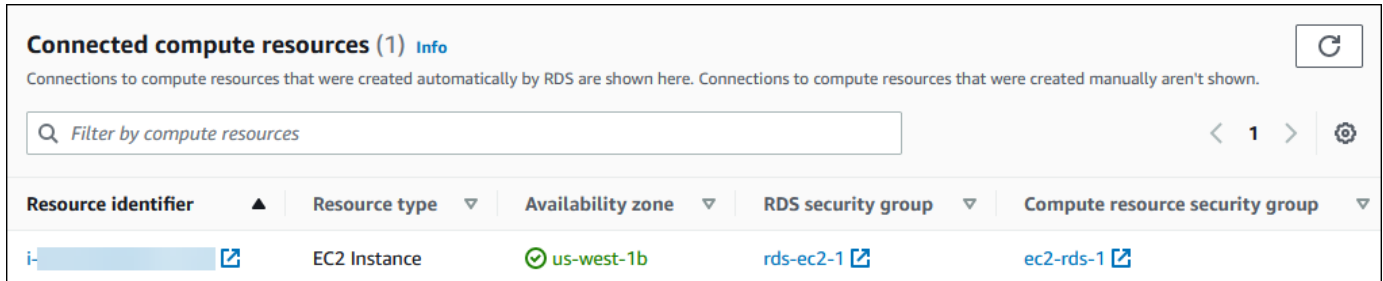 Connected compute resources (1) Info
Connections to compute resources that were created automatically by RDS are shown here. Connections to compute resources that were created manually aren't shown.
Filter by compute resources
1
Resource identifier Resource type Availability zone RDS security group Compute resource security group
i- EC2 Instance us-west-1b rds-ec2-1 ec2-rds-1